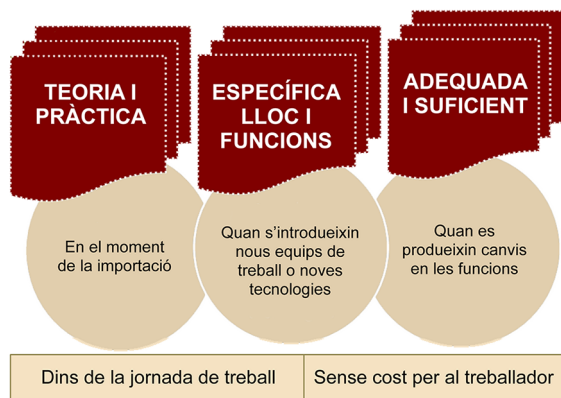 TEORIA I
PRÀCTICA
ESPECÍFICA
LLOC I
FUNCIONS
ADEQUADA
I SUFICIENT
En el moment
de la importació
Quan s’introdueixin
nous equips de
treball o noves
tecnologies
Quan es
produeixin canvis
en les funcions
Dins de la jornada de treball
Sense cost per al treballador